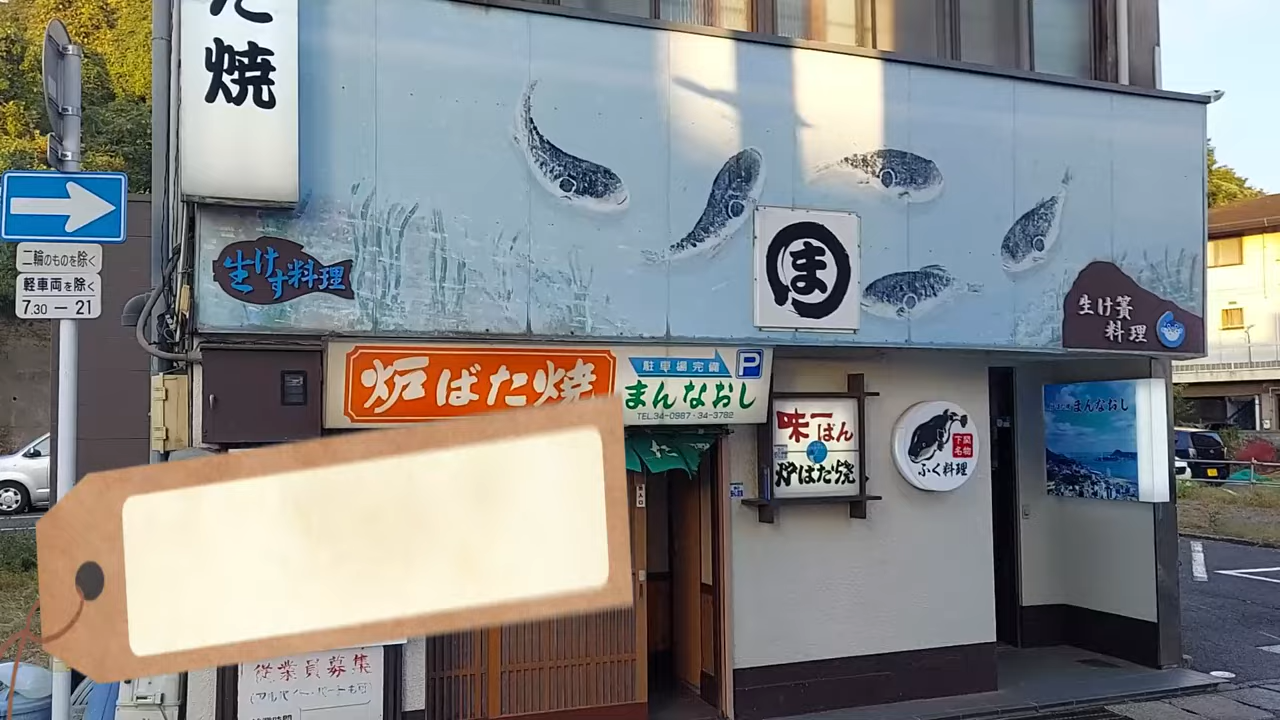 た
焼
二輪のものを除く
軽車両を除く
7.30 — 21
生けす料理
ま
生け簀
料理
炉ばた焼
駐車場完備
P
まんなおし
TEL.34-0987・34-3782
味一ばん
炉ばた焼
下関
名物
ふく料理
まんなおし
従業員募集